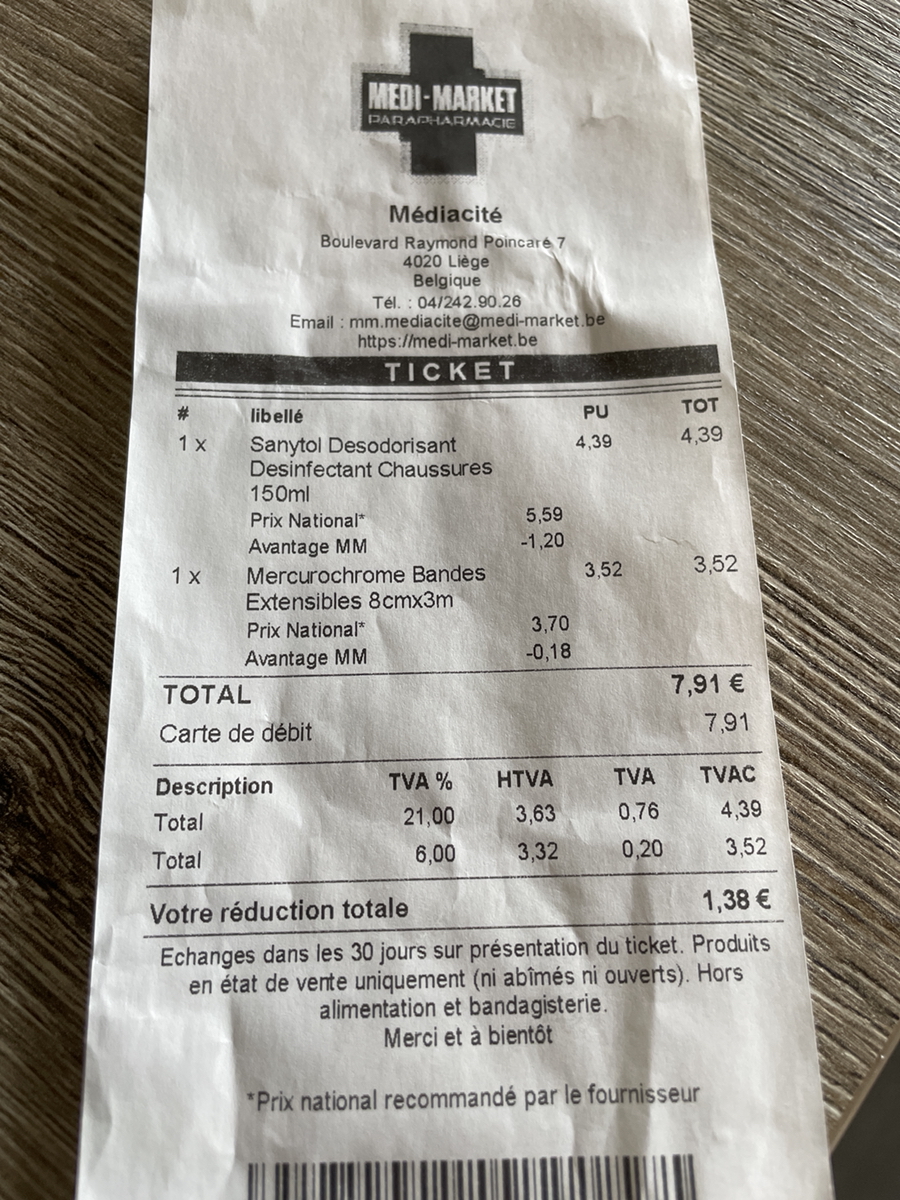 MEDI-MARKET
PARAPHARMACIE
Médiacité
Boulevard Raymond Poincaré 7
4020 Liège
Belgique
Tél. : 04/242.90.26
Email : mm.mediacite@medi-market.be
https://medi-market.be
TICKET
# libellé PU TOT
1 x Sanytol Desodorisant 4,39 4,39
Desinfectant Chaussures
150ml
Prix National* 5,59
Avantage MM -1,20
1 x Mercurochrome Bandes 3,52 3,52
Extensibles 8cmx3m
Prix National* 3,70
Avantage MM -0,18
TOTAL 7,91 €
Carte de débit 7,91
Description TVA % HTVA TVA TVAC
Total 21,00 3,63 0,76 4,39
Total 6,00 3,32 0,20 3,52
Votre réduction totale 1,38 €
Echanges dans les 30 jours sur présentation du ticket. Produits
en état de vente uniquement (ni abîmés ni ouverts). Hors
alimentation et bandagisterie.
Merci et à bientôt
*Prix national recommandé par le fournisseur